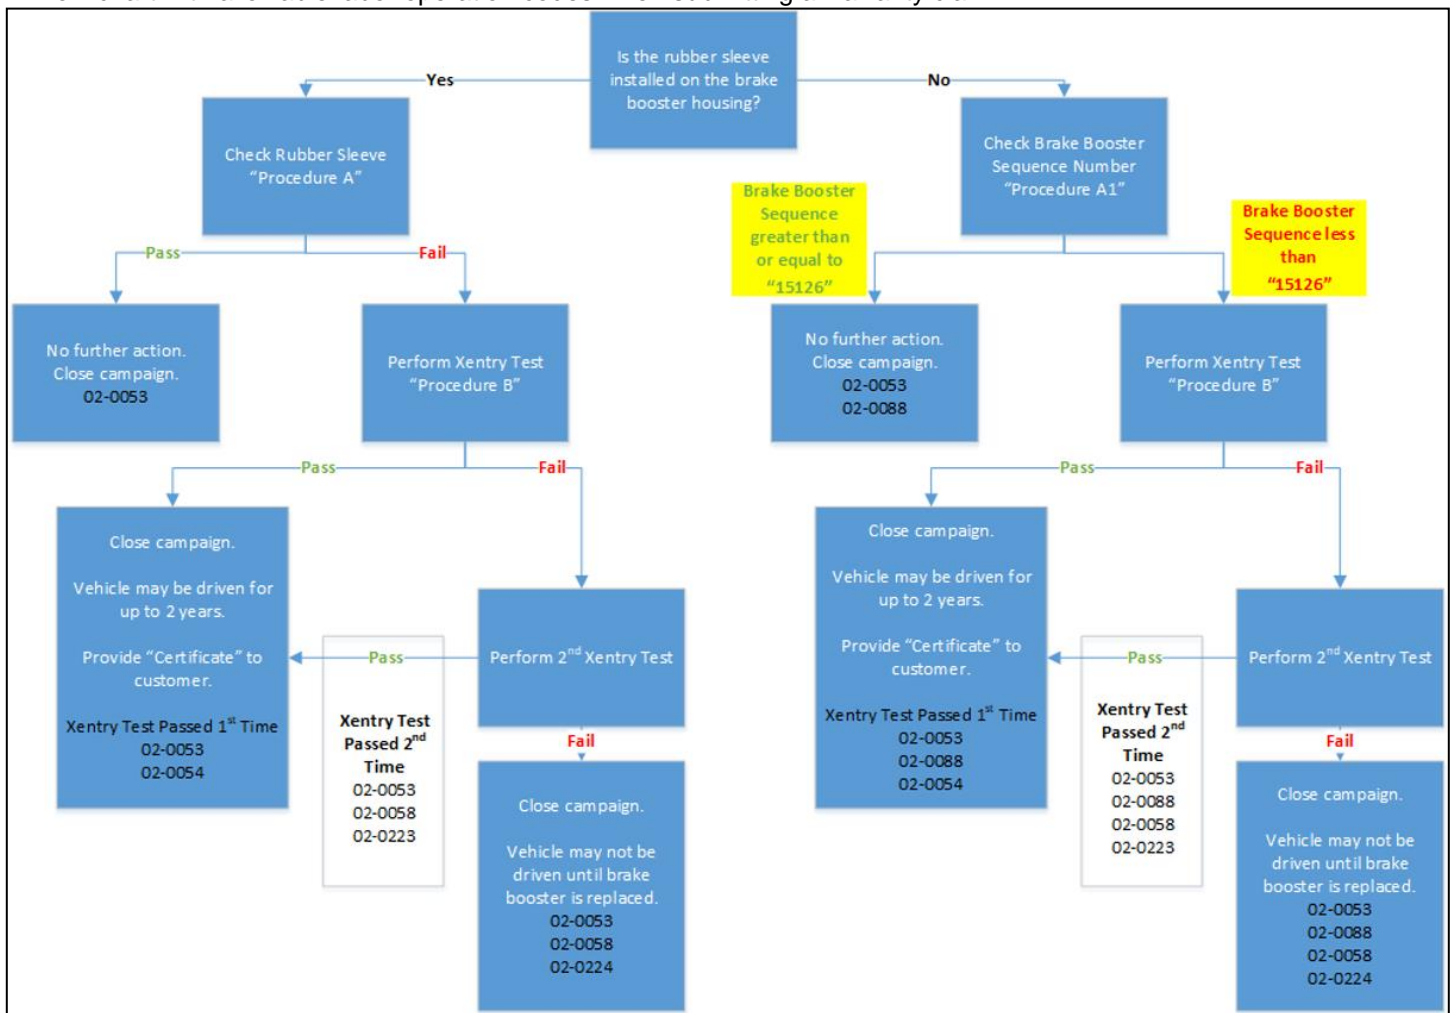 Is the rubber sleeve
installed on the brake
booster housing?
Yes
No
Check Rubber Sleeve
“Procedure A”
Check Brake Booster
Sequence Number
“Procedure A1”
Brake Booster
Sequence
greater than
or equal to
“15126”
Brake Booster
Sequence less
than
“15126”
Pass
Fail
No further action.
Close campaign.
02-0053
Perform Xentry Test
“Procedure B”
No further action.
Close campaign.
02-0053
02-0088
Perform Xentry Test
“Procedure B”
Pass
Fail
Pass
Fail
Close campaign.
Vehicle may be driven for
up to 2 years.
Provide “Certificate” to
customer.
Xentry Test Passed 1st Time
02-0053
02-0054
Pass
Xentry Test
Passed 2nd
Time
02-0053
02-0058
02-0223
Perform 2nd Xentry Test
Fail
Close campaign.
Vehicle may not be
driven until brake
booster is replaced.
02-0053
02-0058
02-0224
Close campaign.
Vehicle may be driven for
up to 2 years.
Provide “Certificate” to
customer.
Xentry Test Passed 1st Time
02-0053
02-0088
02-0054
Pass
Xentry Test
Passed 2nd
Time
02-0053
02-0088
02-0058
02-0223
Perform 2nd Xentry Test
Fail
Close campaign.
Vehicle may not be
driven until brake
booster is replaced.
02-0053
02-0088
02-0058
02-0224